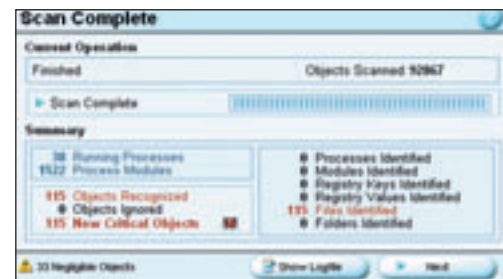 Scan Complete
Current Operation
Finished
Objects Scanned 92867
Scan Complete
Summary
38 Running Processes
1522 Process Modules
115 Objects Recognized
0 Objects Ignored
115 New Critical Objects
0 Processes Identified
0 Modules Identified
0 Registry Keys Identified
0 Registry Values Identified
115 Files Identified
0 Folders Identified
33 Negligible Objects
Show Logfile
Next